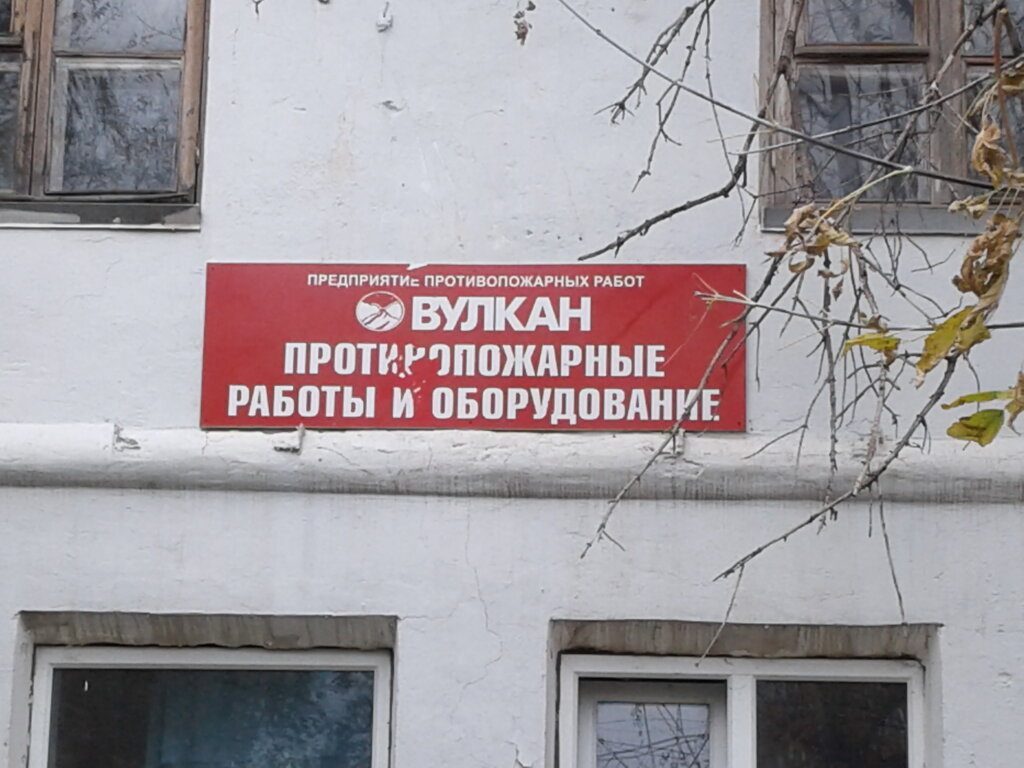 ПРЕДПРИЯТИЕ ПРОТИВОПОЖАРНЫХ РАБОТ
ВУЛКАН
ПРОТИВОПОЖАРНЫЕ
РАБОТЫ И ОБОРУДОВАНИЕ